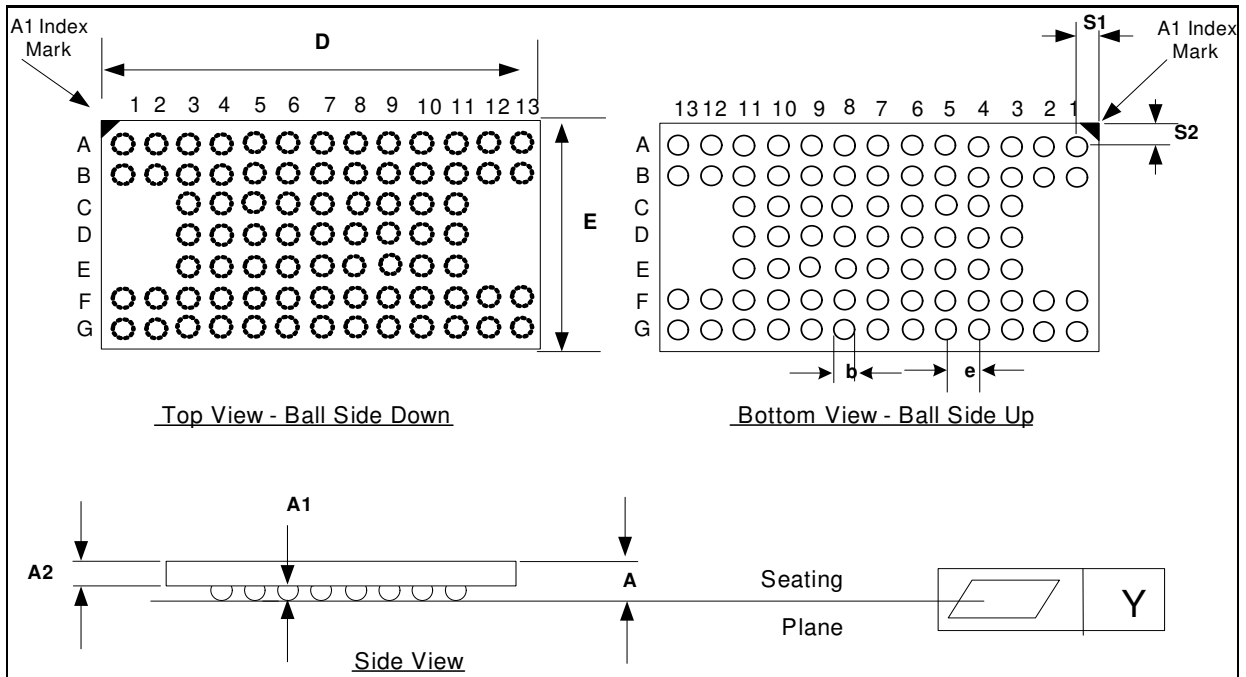 A1 Index
Mark
D
1 2 3 4 5 6 7 8 9 10 11 12 13
A
B
C
D
E
F
G
E
Top View - Ball Side Down
S1
A1 Index
Mark
13 12 11 10 9 8 7 6 5 4 3 2 1
S2
A
B
C
D
E
F
G
b
e
Bottom View - Ball Side Up
A1
A2
A
Seating
Plane
Y
Side View